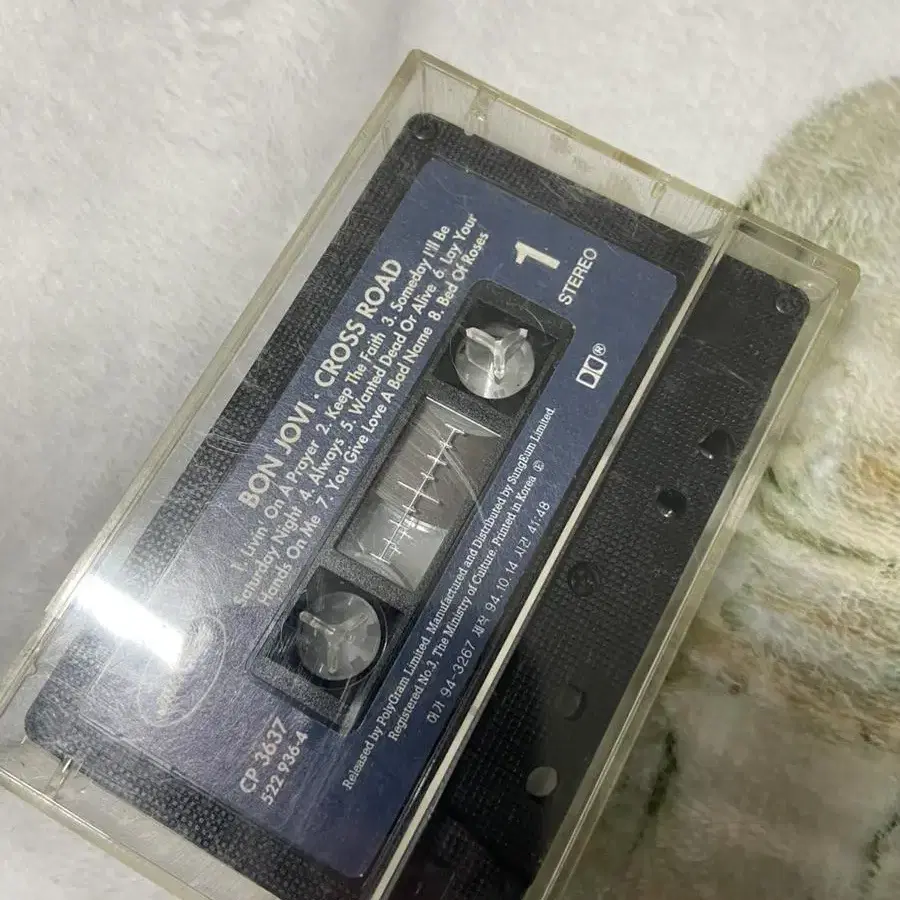 BON JOVI • CROSS ROAD
1. Livin' On A Prayer 2. Keep The Faith 3. Someday I'll Be
Saturday Night 4. Always 5. Wanted Dead Or Alive 6. Lay Your
Hands On Me 7. You Give Love A Bad Name 8. Bed Of Roses
1
STEREO
CP 3637
522 936-4
Released by PolyGram Limited. Manufactured and Distributed by SungEum Limited.
Registered No.3, The Ministry of Culture. Printed in Korea Ⓔ
허가 94-3267 제작 94.10.14 시간 41:48